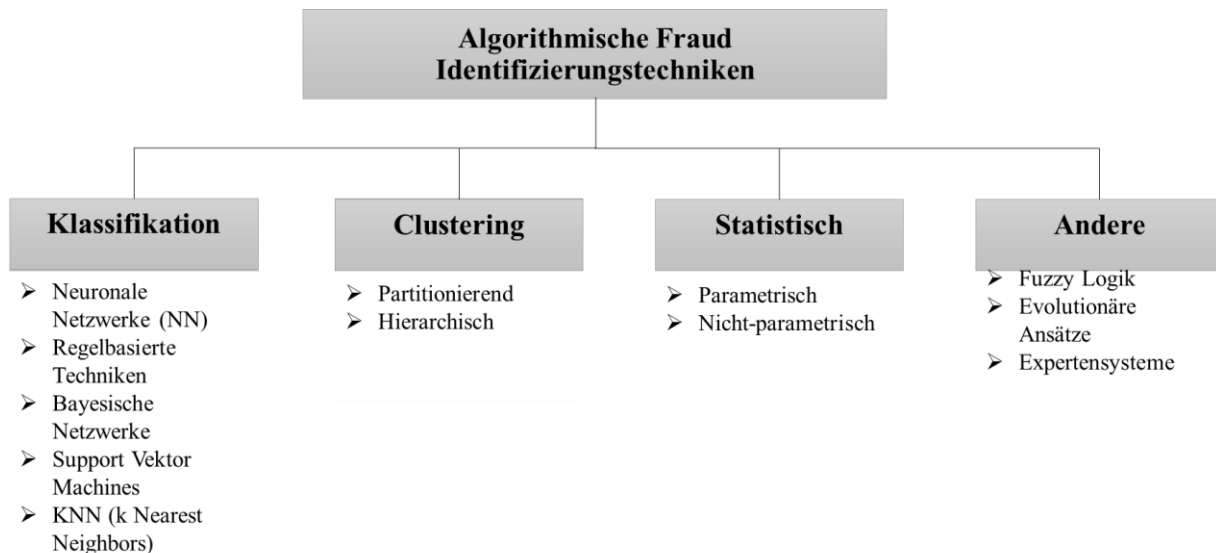 Algorithmische Fraud
Identifizierungstechniken
Klassifikation
➢ Neuronale
Netzwerke (NN)
➢ Regelbasierte
Techniken
➢ Bayesische
Netzwerke
➢ Support Vektor
Machines
➢ KNN (k Nearest
Neighbors)
Clustering
➢ Partitionierend
➢ Hierarchisch
Statistisch
➢ Parametrisch
➢ Nicht-parametrisch
Andere
➢ Fuzzy Logik
➢ Evolutionäre
Ansätze
➢ Expertensysteme